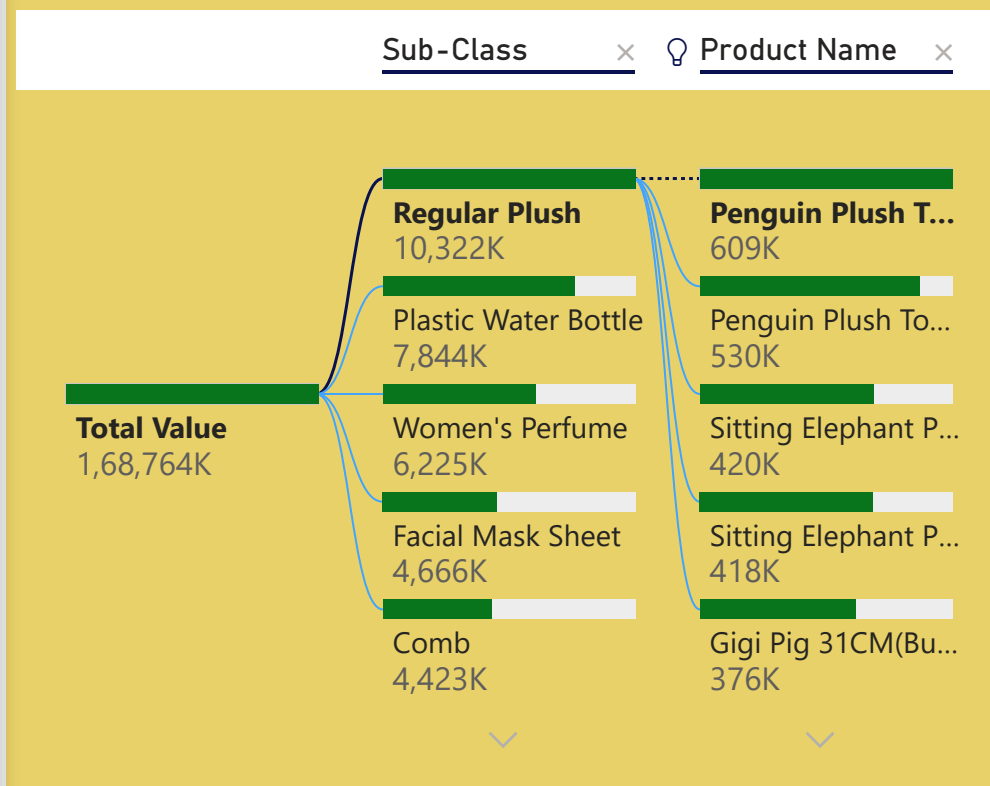 Sub-Class
Product Name
Total Value
1,68,764K
Regular Plush
10,322K
Plastic Water Bottle
7,844K
Women's Perfume
6,225K
Facial Mask Sheet
4,666K
Comb
4,423K
Penguin Plush T...
609K
Penguin Plush To...
530K
Sitting Elephant P...
420K
Sitting Elephant P...
418K
Gigi Pig 31CM(Bu...
376K